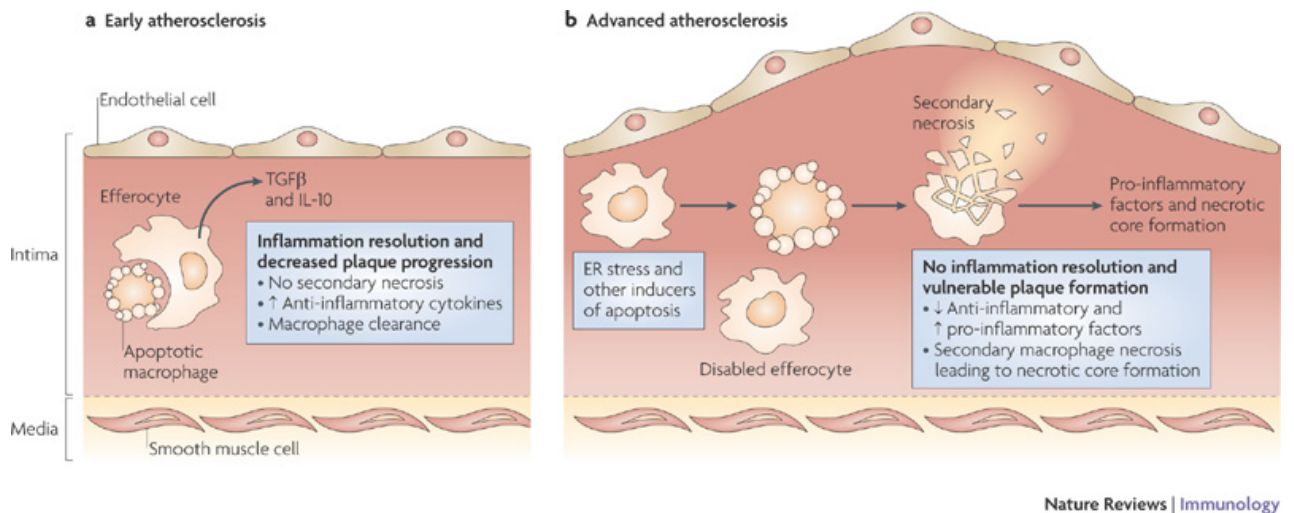 a Early atherosclerosis
Endothelial cell
Intima
Efferocyte
TGFβ
and IL-10
Inflammation resolution and
decreased plaque progression
• No secondary necrosis
• ↑ Anti-inflammatory cytokines
• Macrophage clearance
Apoptotic
macrophage
Media
Smooth muscle cell
b Advanced atherosclerosis
Secondary
necrosis
Pro-inflammatory
factors and necrotic
core formation
ER stress and
other inducers
of apoptosis
Disabled efferocyte
No inflammation resolution and
vulnerable plaque formation
• ↓ Anti-inflammatory and
↑ pro-inflammatory factors
• Secondary macrophage necrosis
leading to necrotic core formation
Nature Reviews | Immunology